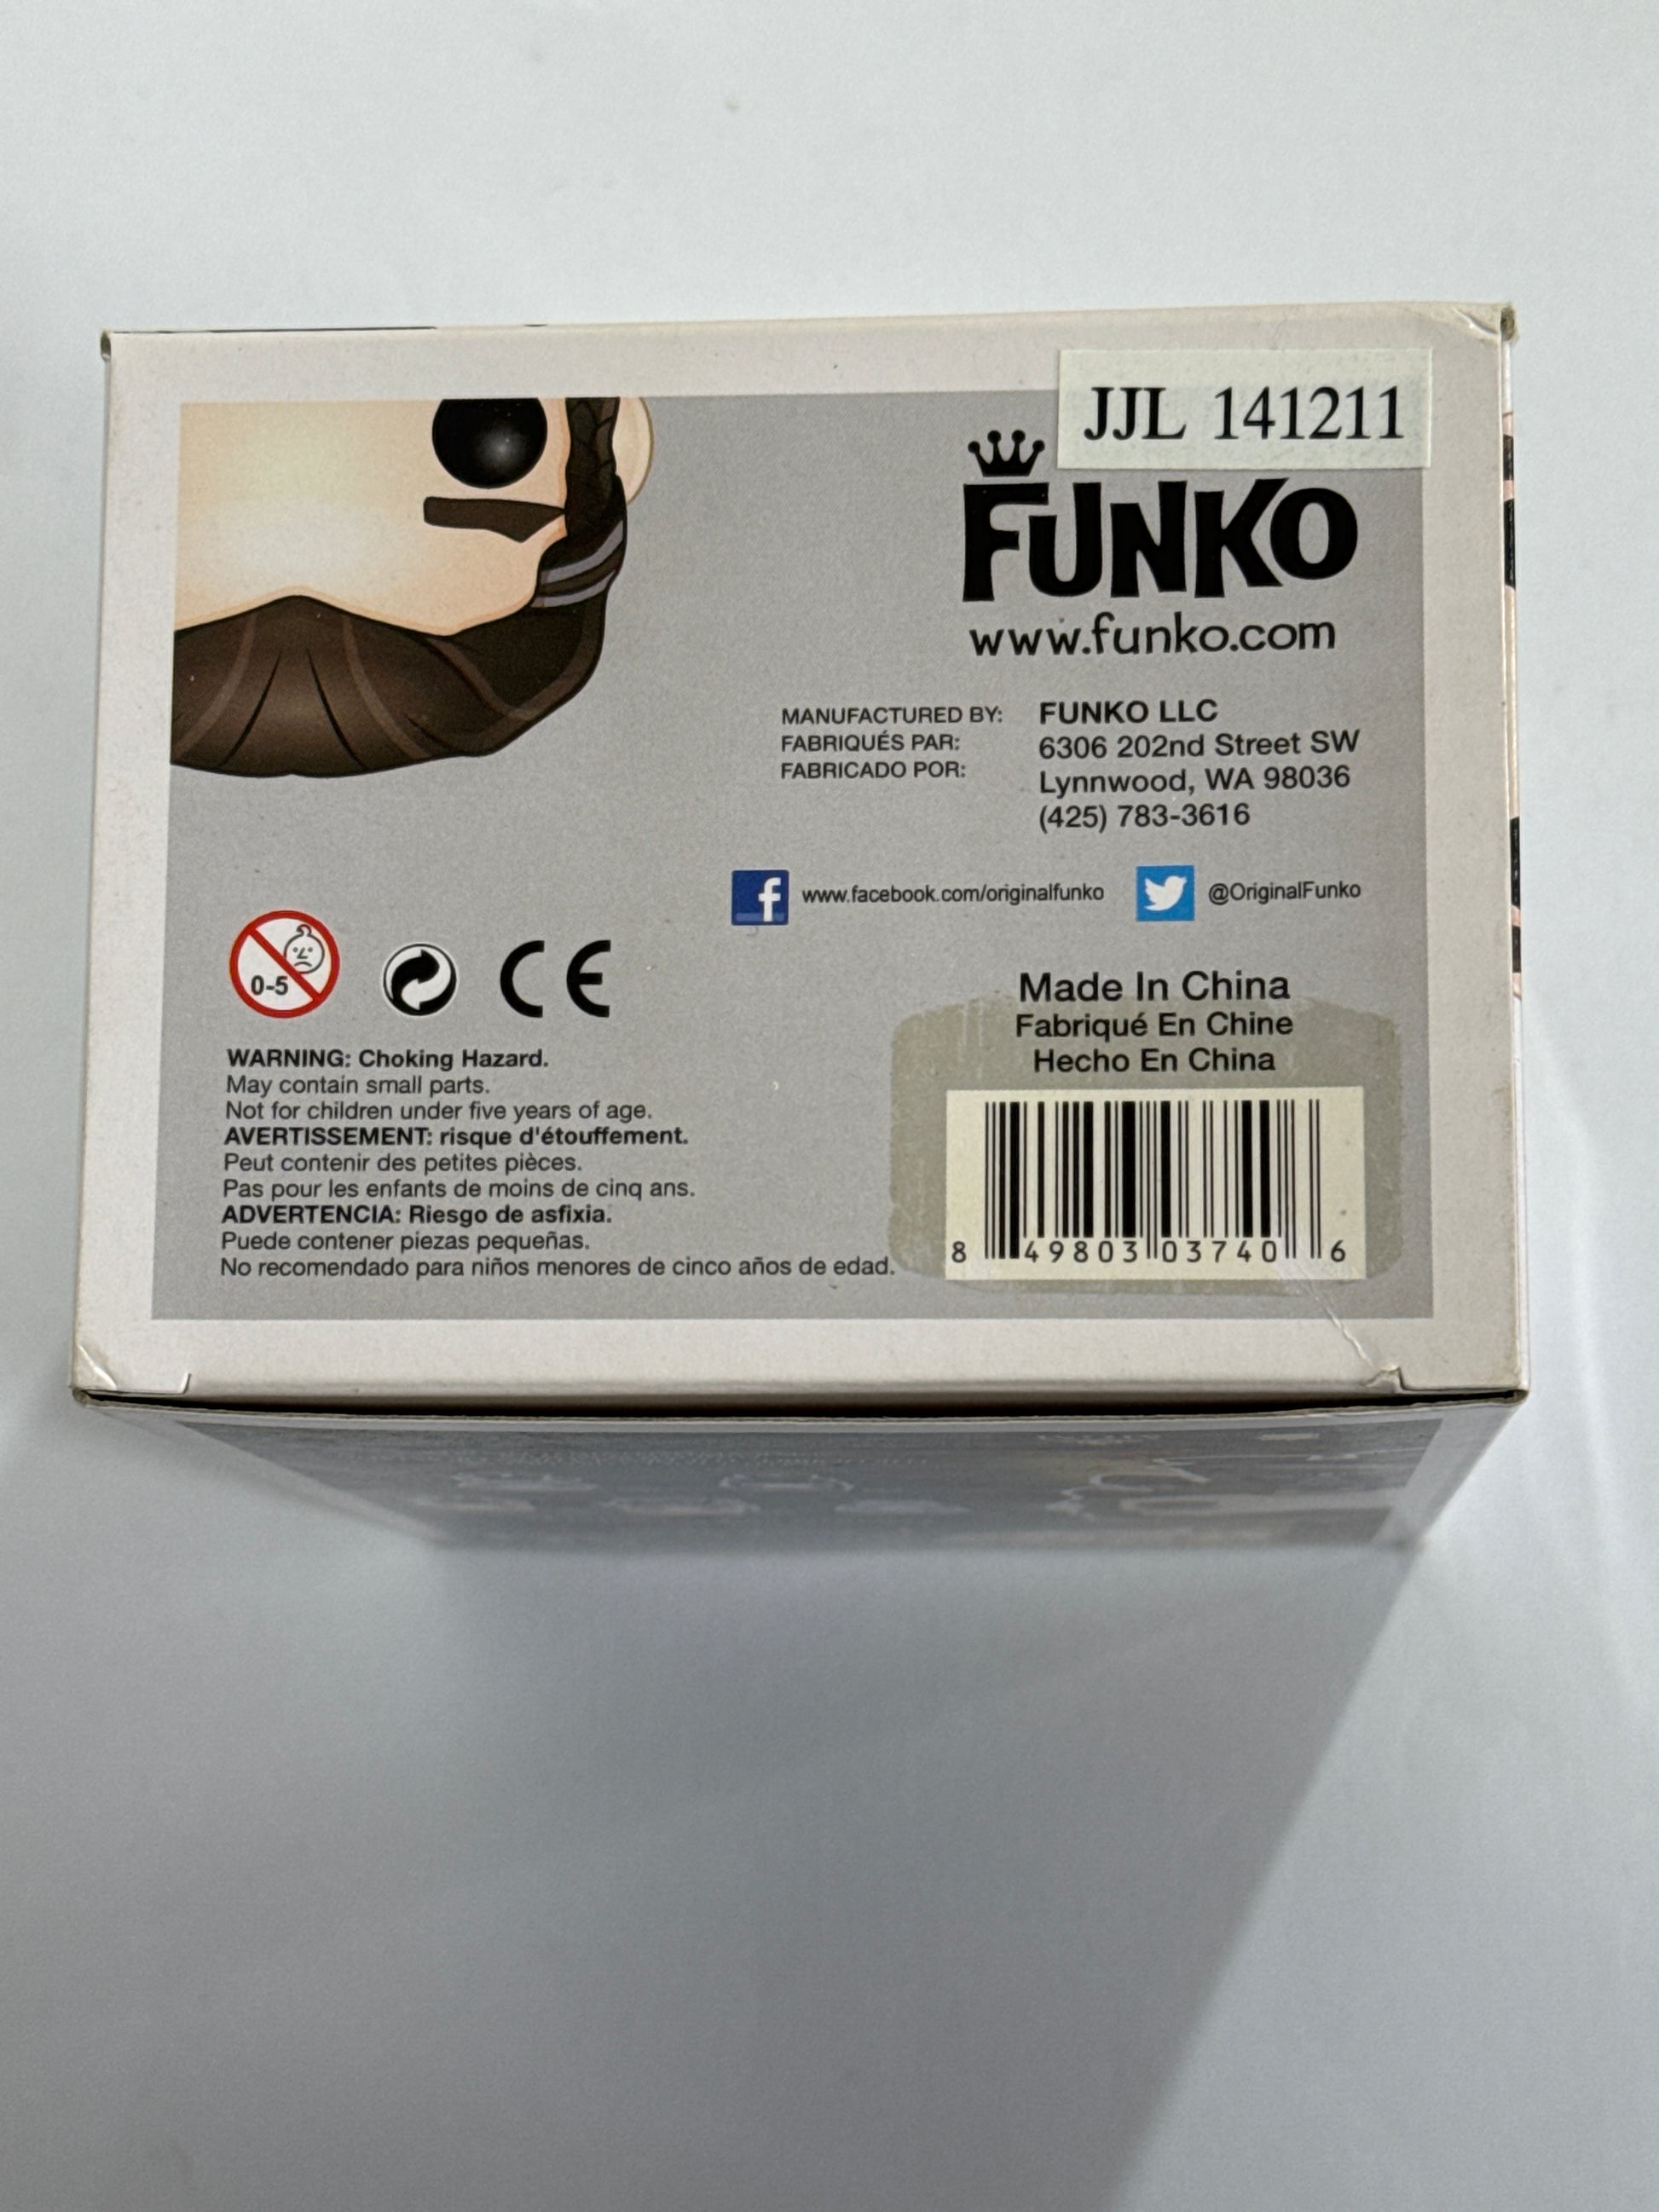 JJL 141211
FUNKO
www.funko.com
MANUFACTURED BY:
FABRIQUÉS PAR:
FABRICADO POR:
FUNKO LLC
6306 202nd Street SW
Lynnwood, WA 98036
(425) 783-3616
f www.facebook.com/originalfunko @OriginalFunko
0-5
CE
WARNING: Choking Hazard.
May contain small parts.
Not for children under five years of age.
AVERTISSEMENT: risque d'étouffement.
Peut contenir des petites pièces.
Pas pour les enfants de moins de cinq ans.
ADVERTENCIA: Riesgo de asfixia.
Puede contener piezas pequeñas.
No recomendado para niños menores de cinco años de edad.
Made In China
Fabriqué En Chine
Hecho En China
8 49803 03740 6